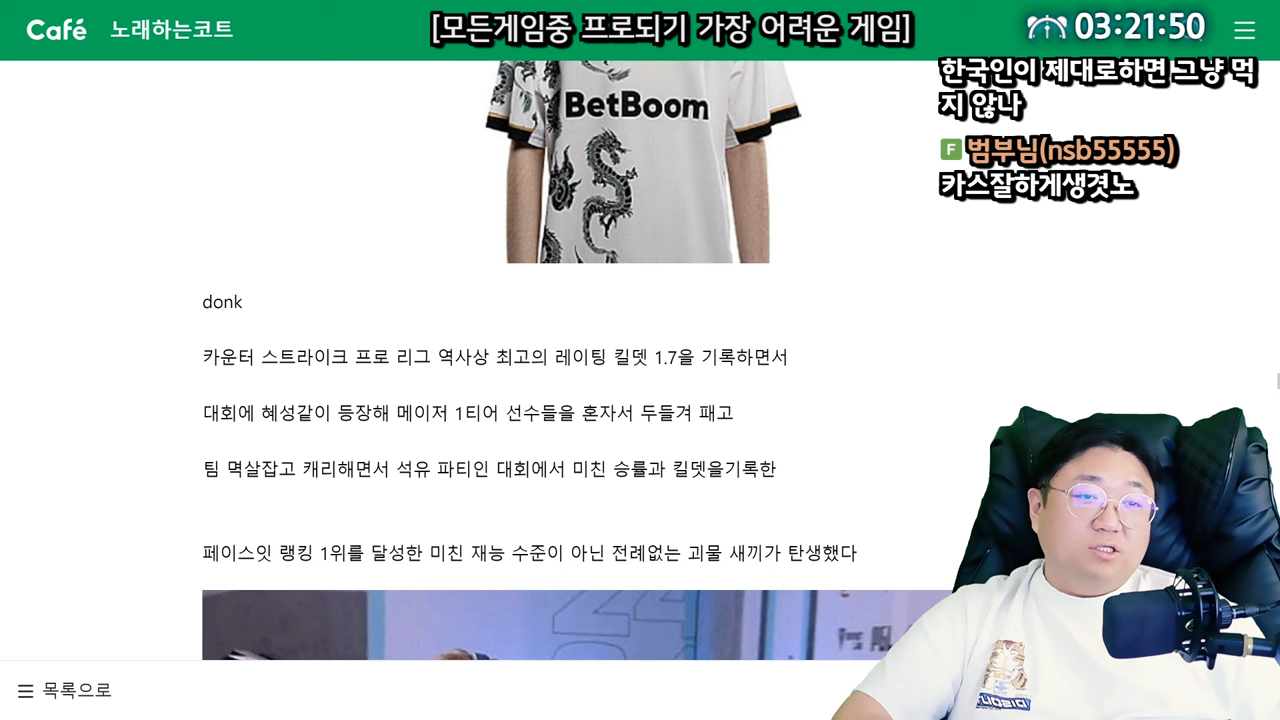 Café 노래하는코트
[모든게임중 프로되기 가장 어려운 게임]
03:21:50
한국인이 제대로하면 그냥 먹
지 않나
F 범부님(nsb55555)
카스잘하게생겻노
BetBoom
donk
카운터 스트라이크 프로 리그 역사상 최고의 레이팅 킬뎃 1.7을 기록하면서
대회에 혜성같이 등장해 메이저 1티어 선수들을 혼자서 두들겨 패고
팀 멱살잡고 캐리해면서 석유 파티인 대회에서 미친 승률과 킬뎃을기록한
페이스잇 랭킹 1위를 달성한 미친 재능 수준이 아닌 전례없는 괴물 새끼가 탄생했다
목록으로